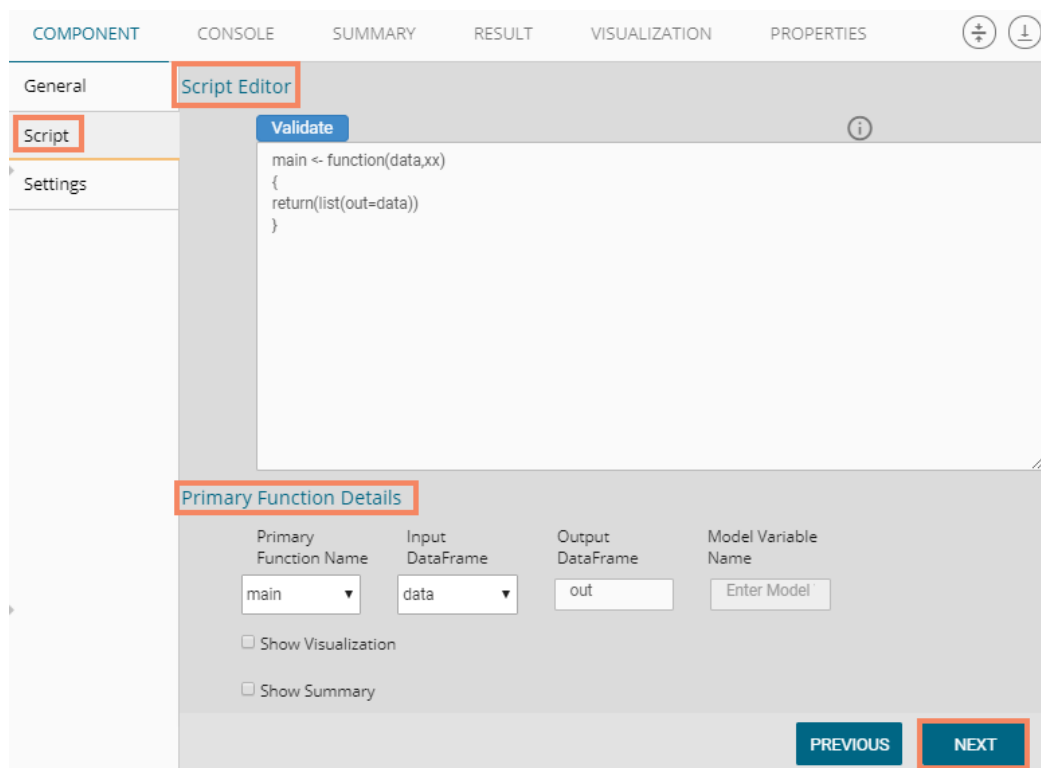 COMPONENT CONSOLE SUMMARY RESULT VISUALIZATION PROPERTIES
General
Script Editor
Script
Validate
Settings
main <- function(data,xx)
{
return(list(out=data))
}
Primary Function Details
Primary
Function Name
Input
DataFrame
Output
DataFrame
Model Variable
Name
main
data
out
Enter Model
Show Visualization
Show Summary
PREVIOUS NEXT